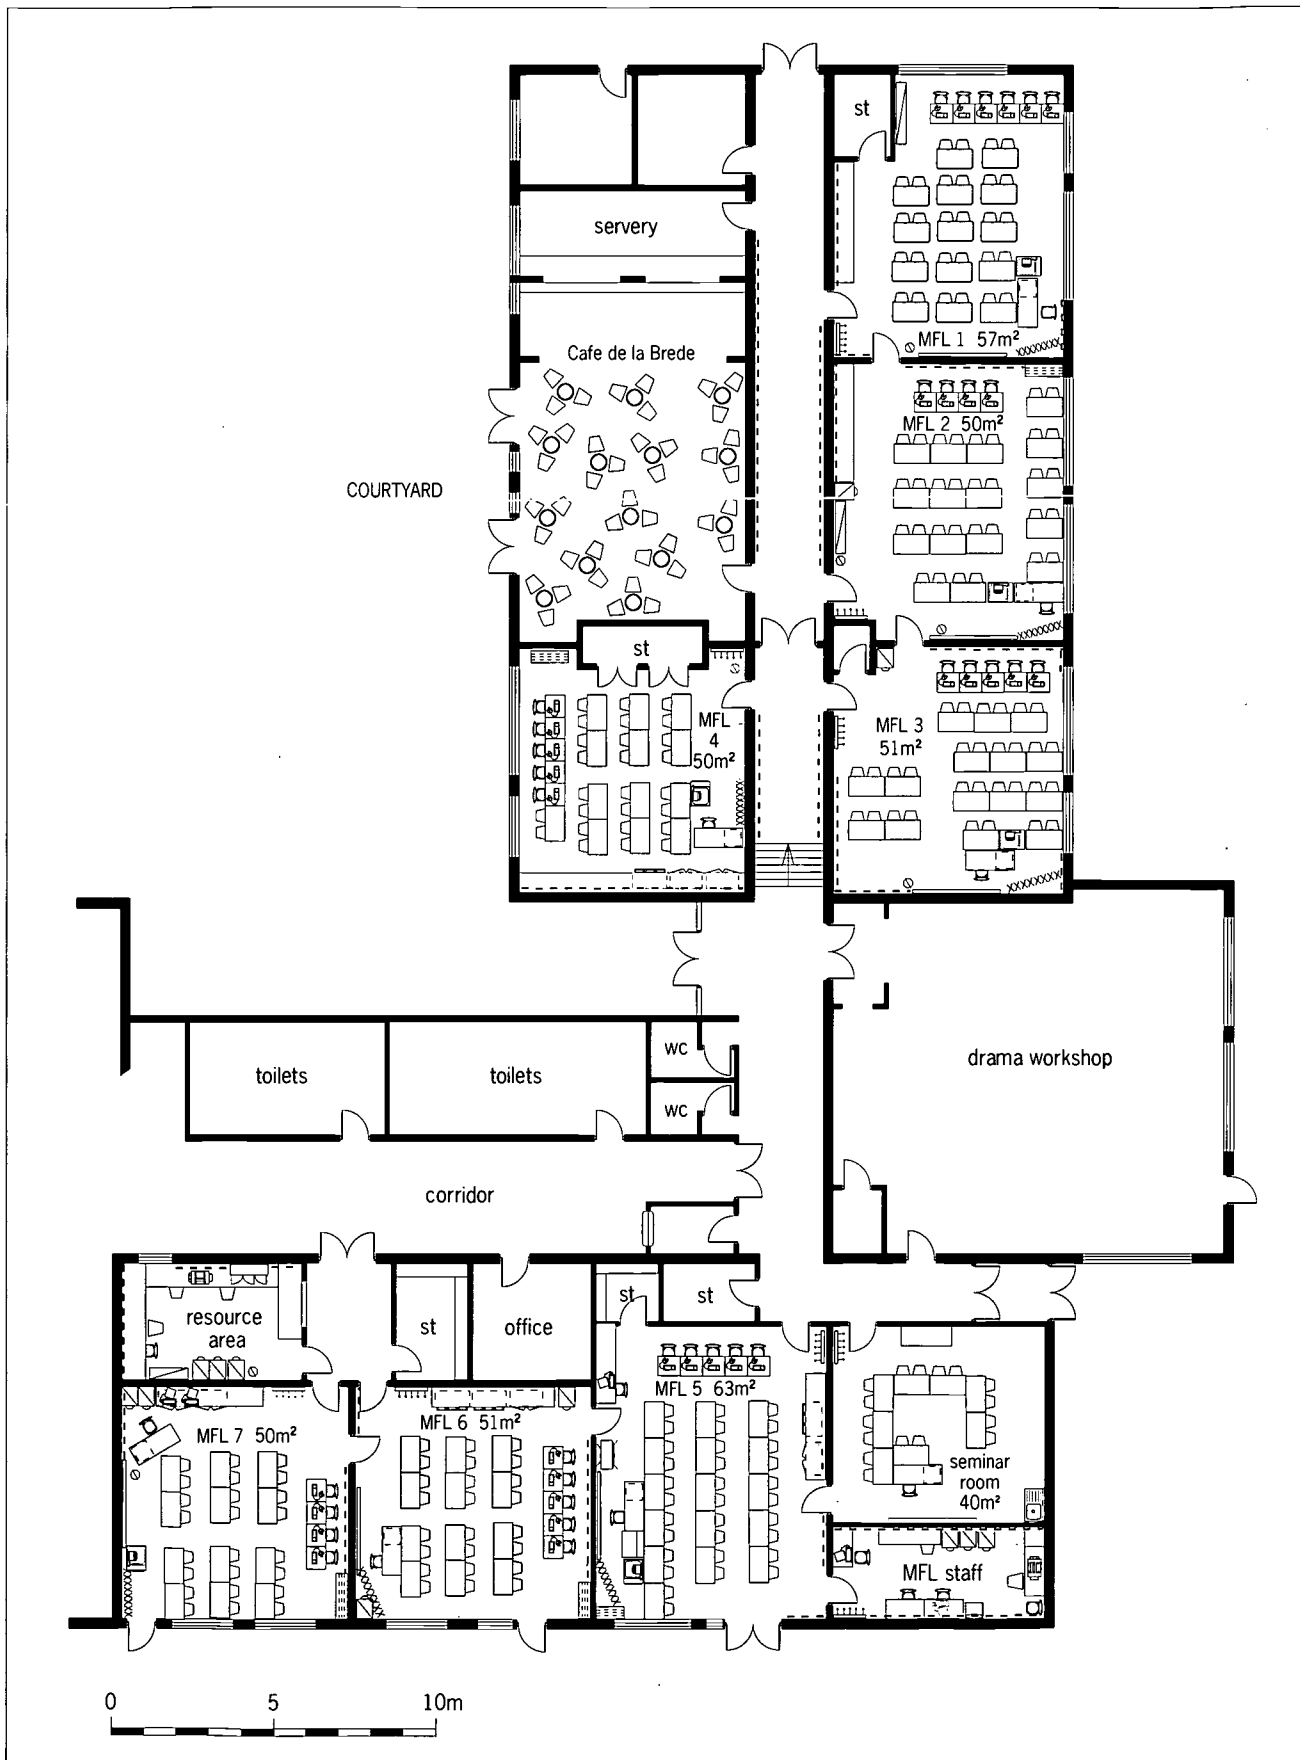 st
servery
MFL 1 57m²
Cafe de la Brede
MFL 2 50m²
COURTYARD
st
MFL
4
50m²
MFL 3
51m²
wc
toilets
toilets
drama workshop
wc
corridor
resource
area
st
office
st
st
MFL 5 63m²
MFL 7 50m²
MFL 6 51m²
seminar
room
40m²
MFL staff
0 5 10m